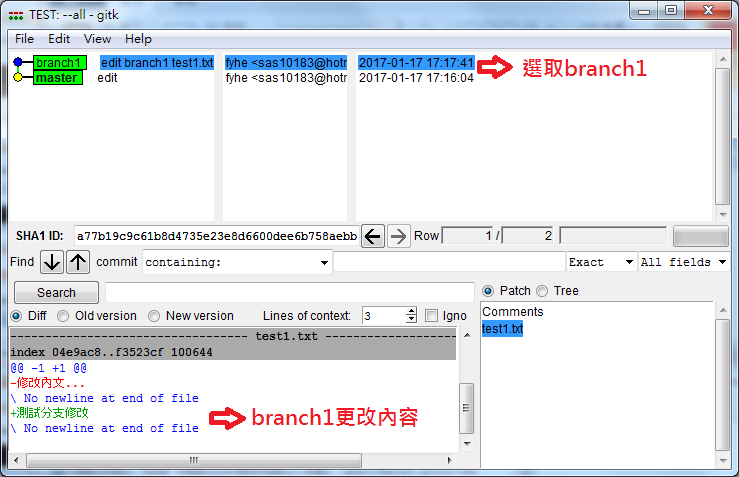 TEST: --all - gitk
File Edit View Help
branch1 edit branch1 test1.txt fyhe <sas10183@hotr 2017-01-17 17:17:41
master edit fyhe <sas10183@hotr 2017-01-17 17:16:04
選取branch1
SHA1 ID: a77b19c9c61b8d4735e23e8d6600dee6b758aebb Row 1 / 2
Find commit containing: Exact All fields
Search
Patch Tree
Diff Old version New version Lines of context: 3 Igno
Comments
test1.txt
-------------------------------- test1.txt --------------------
index 04e9ac8..f3523cf 100644
@@ -1 +1 @@
-修改內文...
\ No newline at end of file
+測試分支修改
\ No newline at end of file
branch1更改內容